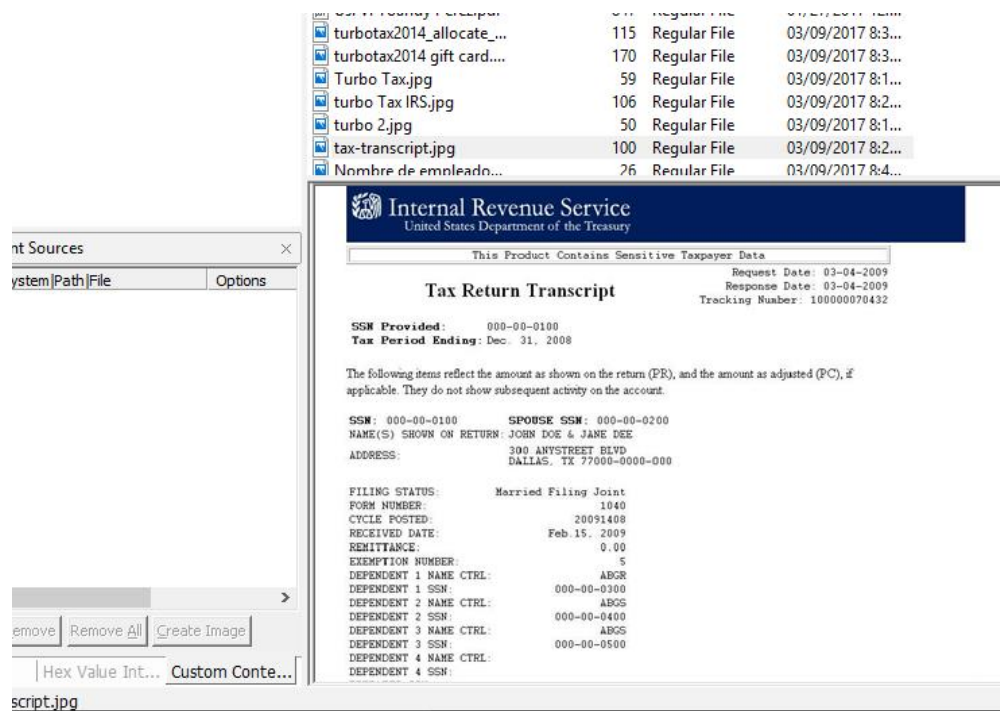 turbotax2014_allocate_... 115 Regular File 03/09/2017 8:3...
turbotax2014 gift card.... 170 Regular File 03/09/2017 8:3...
Turbo Tax.jpg 59 Regular File 03/09/2017 8:1...
turbo Tax IRS.jpg 106 Regular File 03/09/2017 8:2...
turbo 2.jpg 50 Regular File 03/09/2017 8:1...
tax-transcript.jpg 100 Regular File 03/09/2017 8:2...
Nombre de empleado... 26 Regular File 03/09/2017 8:4...
nt Sources
ystem|Path|File Options
emove Remove All Create Image
Hex Value Int... Custom Conte...
script.jpg
Internal Revenue Service
United States Department of the Treasury
This Product Contains Sensitive Taxpayer Data
Request Date: 03-04-2009
Response Date: 03-04-2009
Tax Return Transcript
Tracking Number: 100000070432
SSN Provided: 000-00-0100
Tax Period Ending: Dec. 31, 2008
The following items reflect the amount as shown on the return (PR), and the amount as adjusted (PC), if
applicable. They do not show subsequent activity on the account.
SSN: 000-00-0100 SPOUSE SSN: 000-00-0200
NAME(S) SHOWN ON RETURN: JOHN DOE & JANE DEE
ADDRESS: 300 ANYSTREET BLVD
DALLAS, TX 77000-0000-000
FILING STATUS: Married Filing Joint
FORM NUMBER: 1040
CYCLE POSTED: 20091408
RECEIVED DATE: Feb.15, 2009
REMITTANCE: 0.00
EXEMPTION NUMBER: 5
DEPENDENT 1 NAME CTRL: ABGR
DEPENDENT 1 SSN: 000-00-0300
DEPENDENT 2 NAME CTRL: ABGS
DEPENDENT 2 SSN: 000-00-0400
DEPENDENT 3 NAME CTRL: ABGS
DEPENDENT 3 SSN: 000-00-0500
DEPENDENT 4 NAME CTRL:
DEPENDENT 4 SSN: